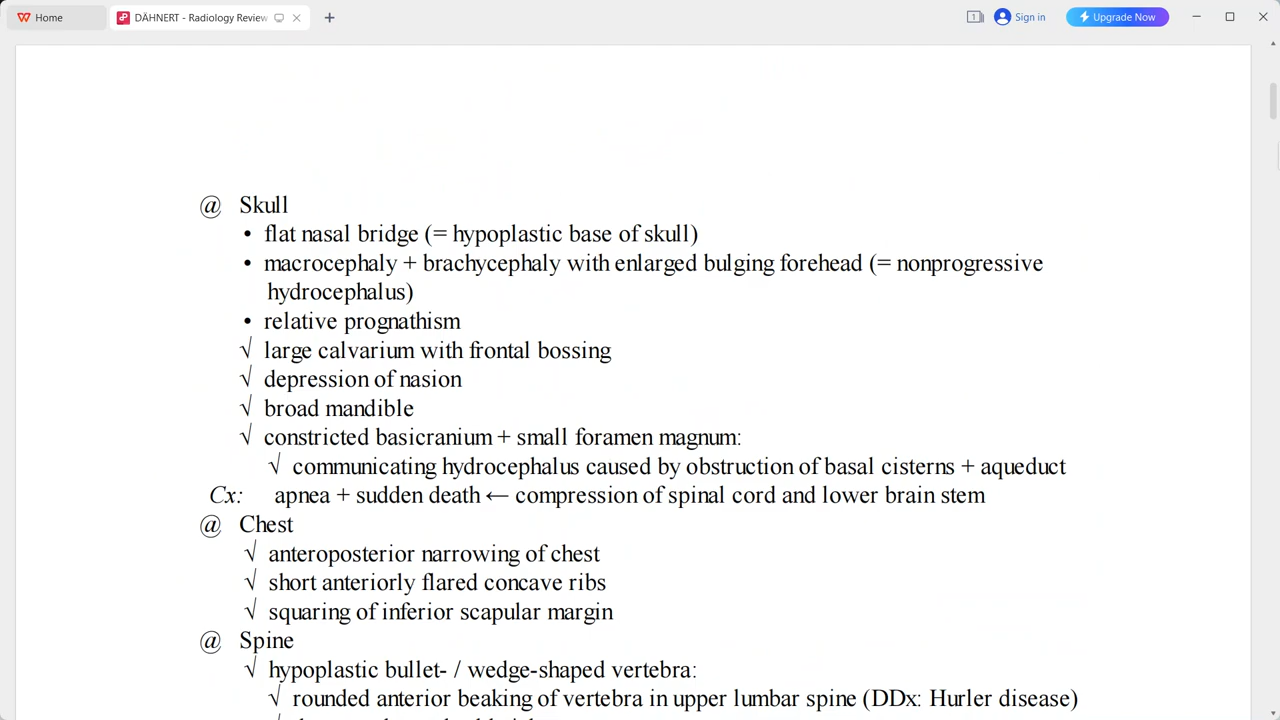 Home
DÄHNERT - Radiology Review
1
Sign in
Upgrade Now
@ Skull
• flat nasal bridge (= hypoplastic base of skull)
• macrocephaly + brachycephaly with enlarged bulging forehead (= nonprogressive
hydrocephalus)
• relative prognathism
√ large calvarium with frontal bossing
√ depression of nasion
√ broad mandible
√ constricted basicranium + small foramen magnum:
√ communicating hydrocephalus caused by obstruction of basal cisterns + aqueduct
Cx: apnea + sudden death ← compression of spinal cord and lower brain stem
@ Chest
√ anteroposterior narrowing of chest
√ short anteriorly flared concave ribs
√ squaring of inferior scapular margin
@ Spine
√ hypoplastic bullet- / wedge-shaped vertebra:
√ rounded anterior beaking of vertebra in upper lumbar spine (DDx: Hurler disease)